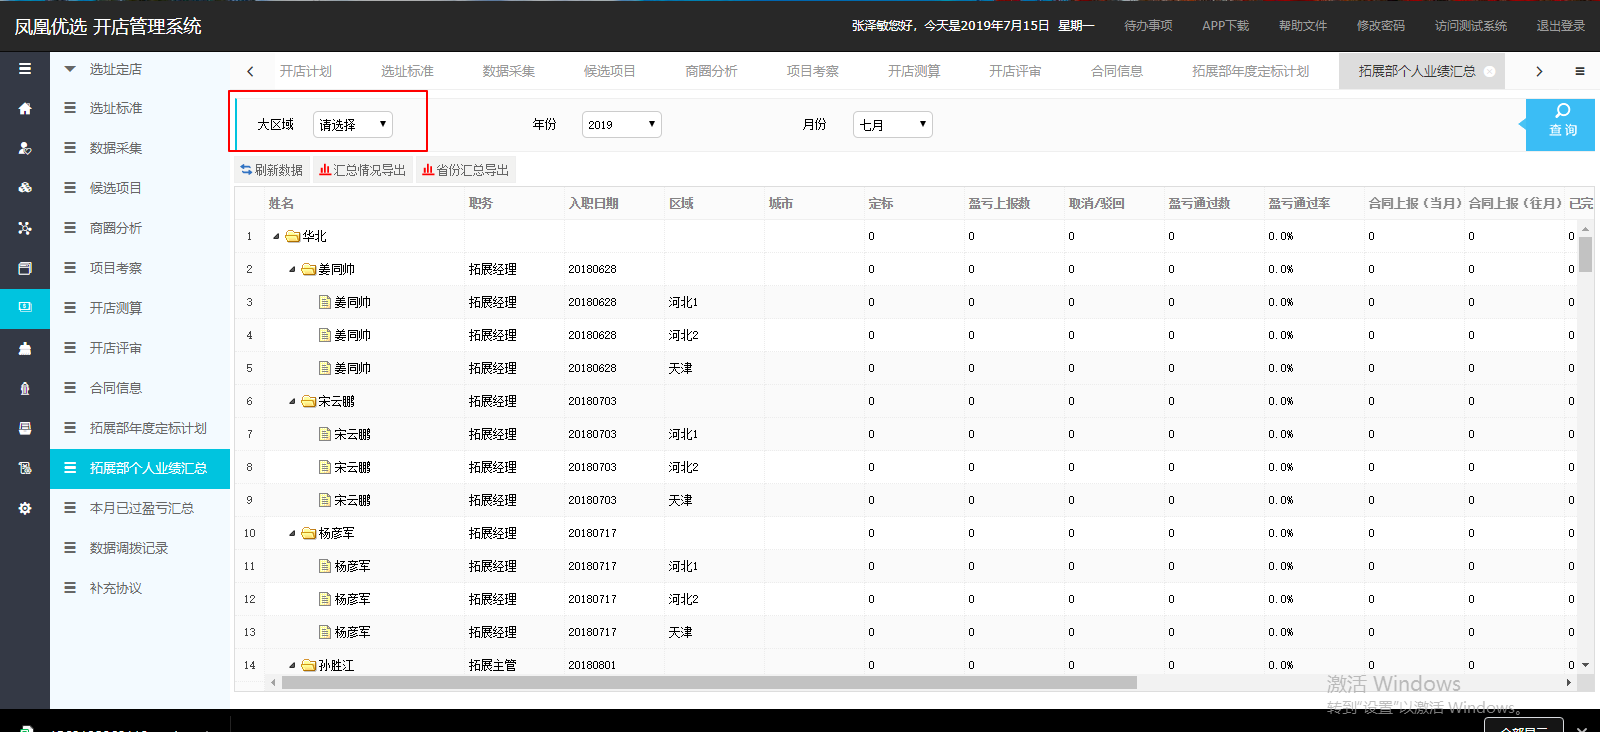 凤凰优选 开店管理系统
张泽敏您好，今天是2019年7月15日 星期一 待办事项 APP下载 帮助文件 修改密码 访问测试系统 退出登录
选址定店
选址标准
数据采集
候选项目
商圈分析
项目考察
开店测算
开店评审
合同信息
拓展部年度定标计划
拓展部个人业绩汇总
本月已过盈亏汇总
数据调拨记录
补充协议
开店计划 选址标准 数据采集 候选项目 商圈分析 项目考察 开店测算 开店评审 合同信息 拓展部年度定标计划 拓展部个人业绩汇总
大区域 请选择 年份 2019 月份 七月 查 询
刷新数据 汇总情况导出 省份汇总导出
姓名 职务 入职日期 区域 城市 定标 盈亏上报数 取消/驳回 盈亏通过数 盈亏通过率 合同上报（当月） 合同上报（往月） 已完
1 华北 0 0 0 0 0.0% 0 0 0
2 姜同帅 拓展经理 20180628 0 0 0 0 0.0% 0 0 0
3 姜同帅 拓展经理 20180628 河北1 0 0 0 0 0.0% 0 0 0
4 姜同帅 拓展经理 20180628 河北2 0 0 0 0 0.0% 0 0 0
5 姜同帅 拓展经理 20180628 天津 0 0 0 0 0.0% 0 0 0
6 宋云鹏 拓展经理 20180703 0 0 0 0 0.0% 0 0 0
7 宋云鹏 拓展经理 20180703 河北1 0 0 0 0 0.0% 0 0 0
8 宋云鹏 拓展经理 20180703 河北2 0 0 0 0 0.0% 0 0 0
9 宋云鹏 拓展经理 20180703 天津 0 0 0 0 0.0% 0 0 0
10 杨彦军 拓展经理 20180717 0 0 0 0 0.0% 0 0 0
11 杨彦军 拓展经理 20180717 河北1 0 0 0 0 0.0% 0 0 0
12 杨彦军 拓展经理 20180717 河北2 0 0 0 0 0.0% 0 0 0
13 杨彦军 拓展经理 20180717 天津 0 0 0 0 0.0% 0 0 0
14 孙胜江 拓展主管 20180801 0 0 0 0 0.0% 0 0 0
激活 Windows
转到"设置"以激活 Windows。
全部显示